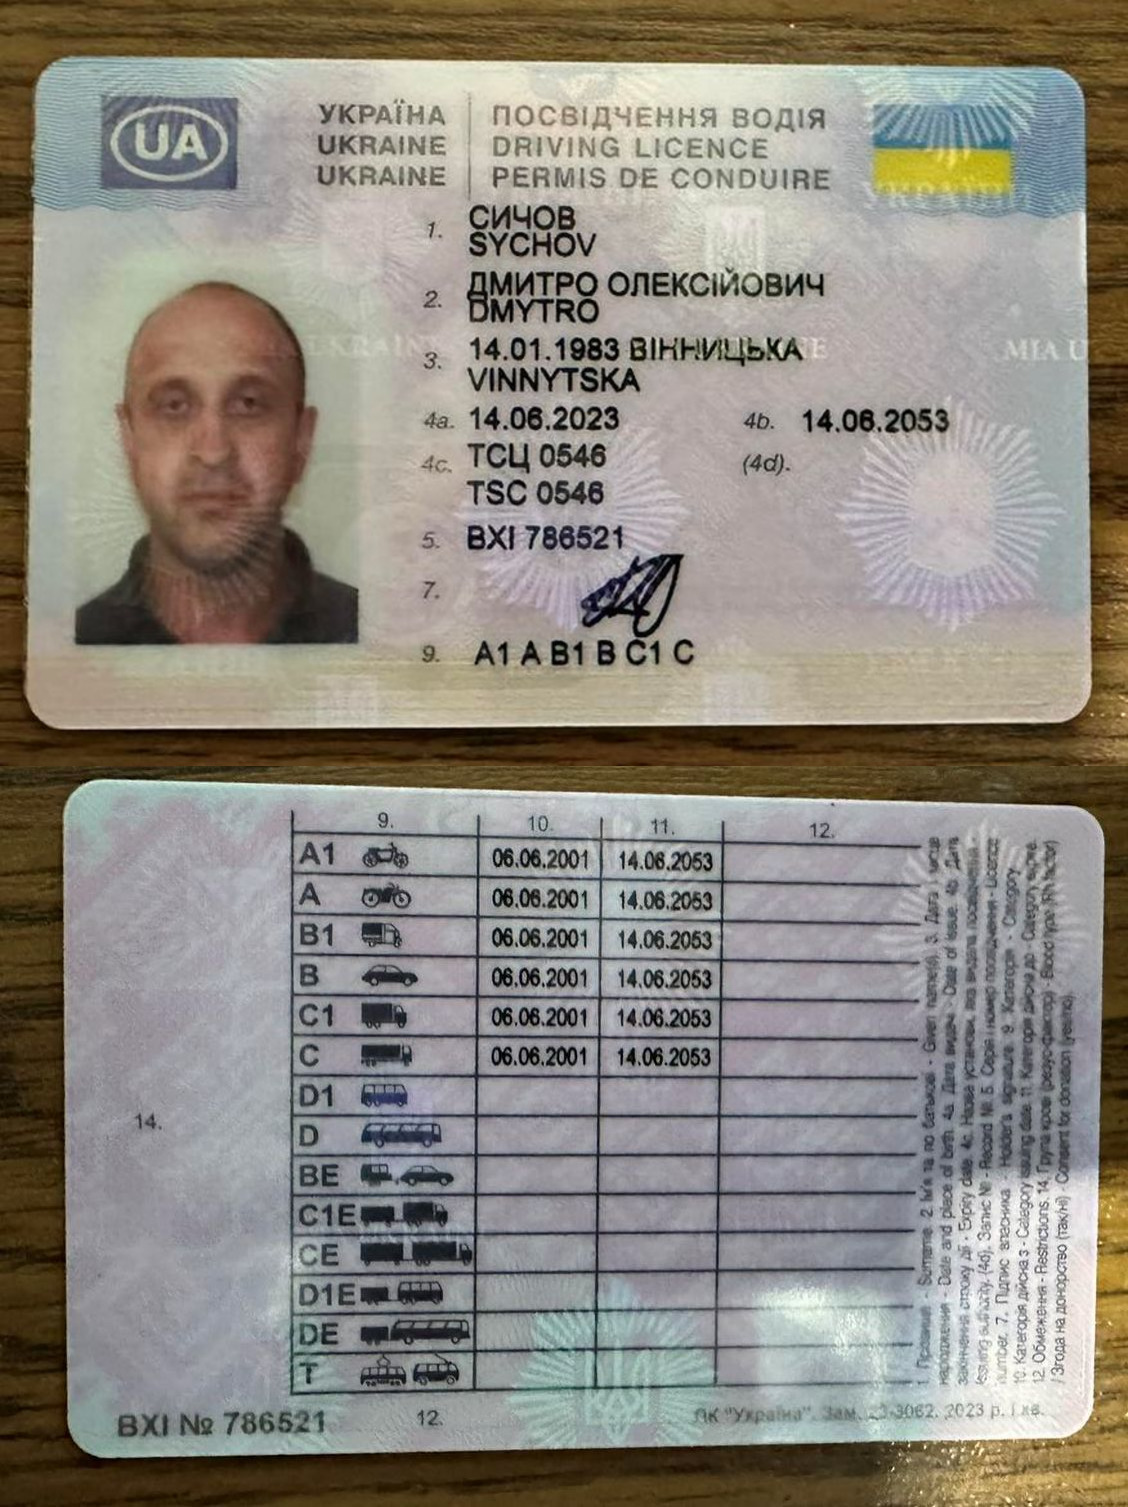 UA
УКРАЇНА
UKRAINE
UKRAINE
ПОСВІДЧЕННЯ ВОДІЯ
DRIVING LICENCE
PERMIS DE CONDUIRE
УКРАЇНА
1. СИЧОВ
SYCHOV
2. ДМИТРО ОЛЕКСІЙОВИЧ
DMYTRO
3. 14.01.1983 ВІННИЦЬКА
VINNYTSKA
MIA U
4a. 14.06.2023 4b. 14.06.2053
4c. ТСЦ 0546 (4d).
TSC 0546
5. BXI 786521
7.
9. A1 A B1 B C1 C
9. 10. 11. 12.
A1 06.06.2001 14.06.2053
A 06.06.2001 14.06.2053
B1 06.06.2001 14.06.2053
B 06.06.2001 14.06.2053
C1 06.06.2001 14.06.2053
C 06.06.2001 14.06.2053
D1
D
BE
C1E
CE
D1E
DE
T
14.
BXI № 786521 12.
ПК "Україна". Зам. 23-3062. 2023 р. I кв.
1. Прізвище - Surname. 2. Ім'я та по батькові - Given name(s). 3. Дата і місце
народження - Date and place of birth. 4a. Дата видачі - Date of issue. 4b. Дата
закінчення строку дії - Expiry date. 4c. Назва установи, яка видала посвідчення -
Issuing authority. (4d). Запис № - Record №. 5. Серія і номер посвідчення - Licence
number. 7. Підпис власника - Holder's signature. 9. Категорія - Category.
10. Категорія дійсна з - Category issuing date. 11. Категорія дійсна до - Category expire.
12. Обмеження - Restrictions. 14. Група крові (резус-фактор) - Blood type (Rh factor)
/ Згода на донорство (так/ні) - Consent for donation (yes/no).